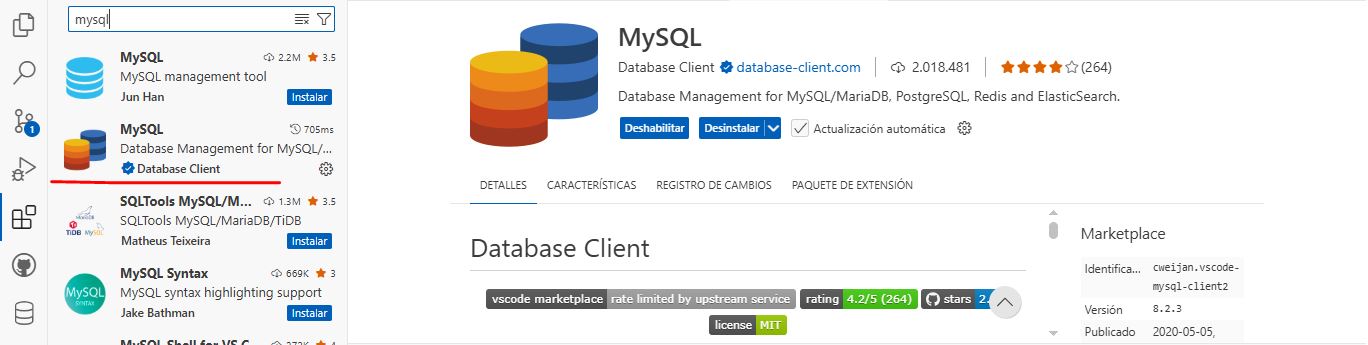 mysql
MySQL 2.2M 3.5
MySQL management tool
Jun Han Instalar
MySQL 705ms
Database Management for MySQL/...
Database Client
SQLTools MySQL/M... 1.3M 3.5
SQLTools MySQL/MariaDB/TiDB
Matheus Teixeira Instalar
MySQL Syntax 669K 3
MySQL syntax highlighting support
Jake Bathman Instalar
1
TiDB MySQL
MySQL
SYNTAX
MySQL
Database Client database-client.com 2.018.481 (264)
Database Management for MySQL/MariaDB, PostgreSQL, Redis and ElasticSearch.
Deshabilitar Desinstalar Actualización automática
DETALLES CARACTERÍSTICAS REGISTRO DE CAMBIOS PAQUETE DE EXTENSIÓN
Database Client
vscode marketplace rate limited by upstream service rating 4.2/5 (264) stars 2.
license MIT
Marketplace
Identifica... cweijan.vscode-
mysql-client2
Versión 8.2.3
Publicado 2020-05-05,